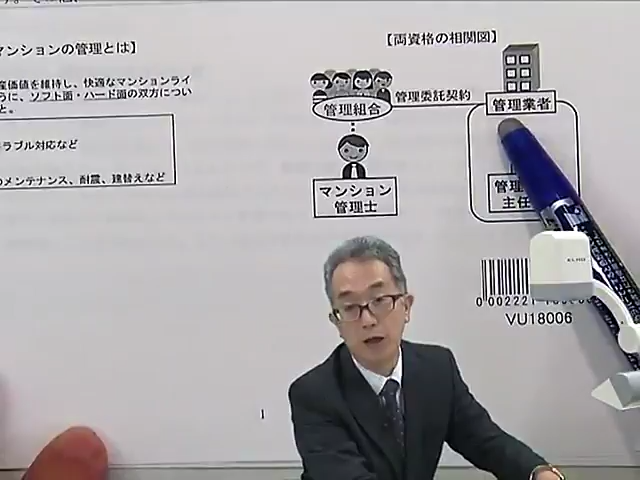 マンションの管理とは】
産価値を維持し、快適なマンションライ
うに、ソフト面・ハード面の双方につい
と。
ラブル対応など
のメンテナンス、耐震、建替えなど
【両資格の相関図】
管理組合
管理委託契約
管理業者
マンション
管理士
管理
主任
VU18006
1